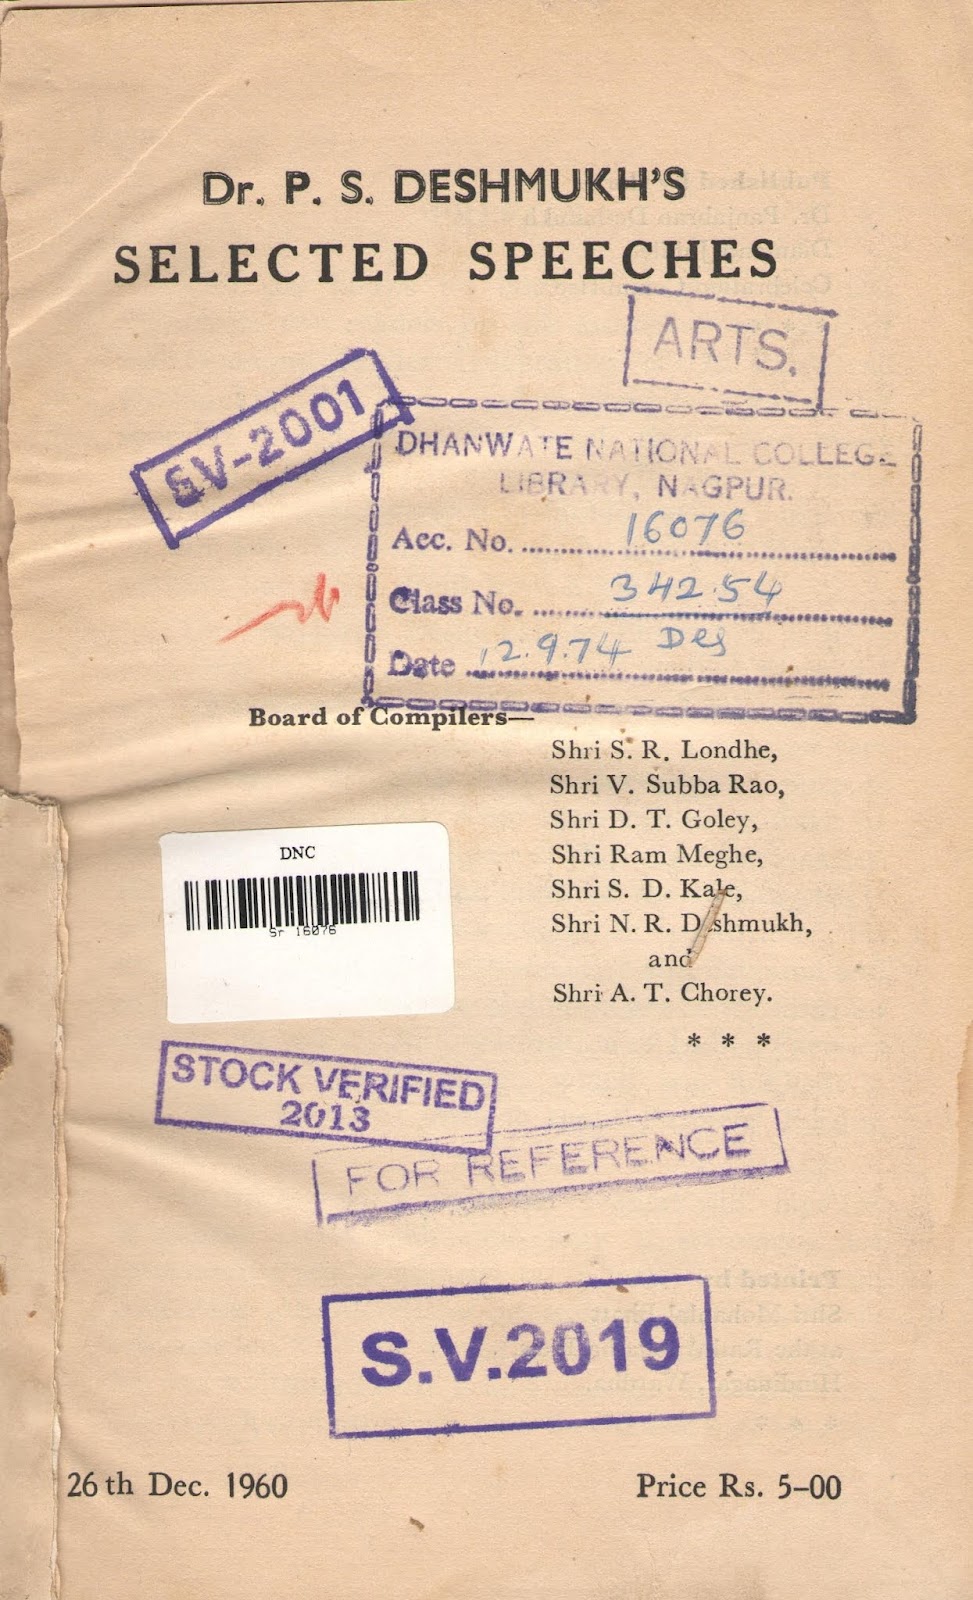 Dr. P. S. DESHMUKH'S
SELECTED SPEECHES
ARTS.
SV-2001
DHANWATE NATIONAL COLLEGE
LIBRARY, NAGPUR.
Acc. No. 16076
Class No. 342.54
Des
Date 12.9.74
Board of Compilers—
Shri S. R. Londhe,
Shri V. Subba Rao,
Shri D. T. Goley,
Shri Ram Meghe,
Shri S. D. Kale,
Shri N. R. Deshmukh,
and
Shri A. T. Chorey.
* * *
DNC
Sr 16076
STOCK VERIFIED
2013
FOR REFERENCE
S.V.2019
26th Dec. 1960
Price Rs. 5-00